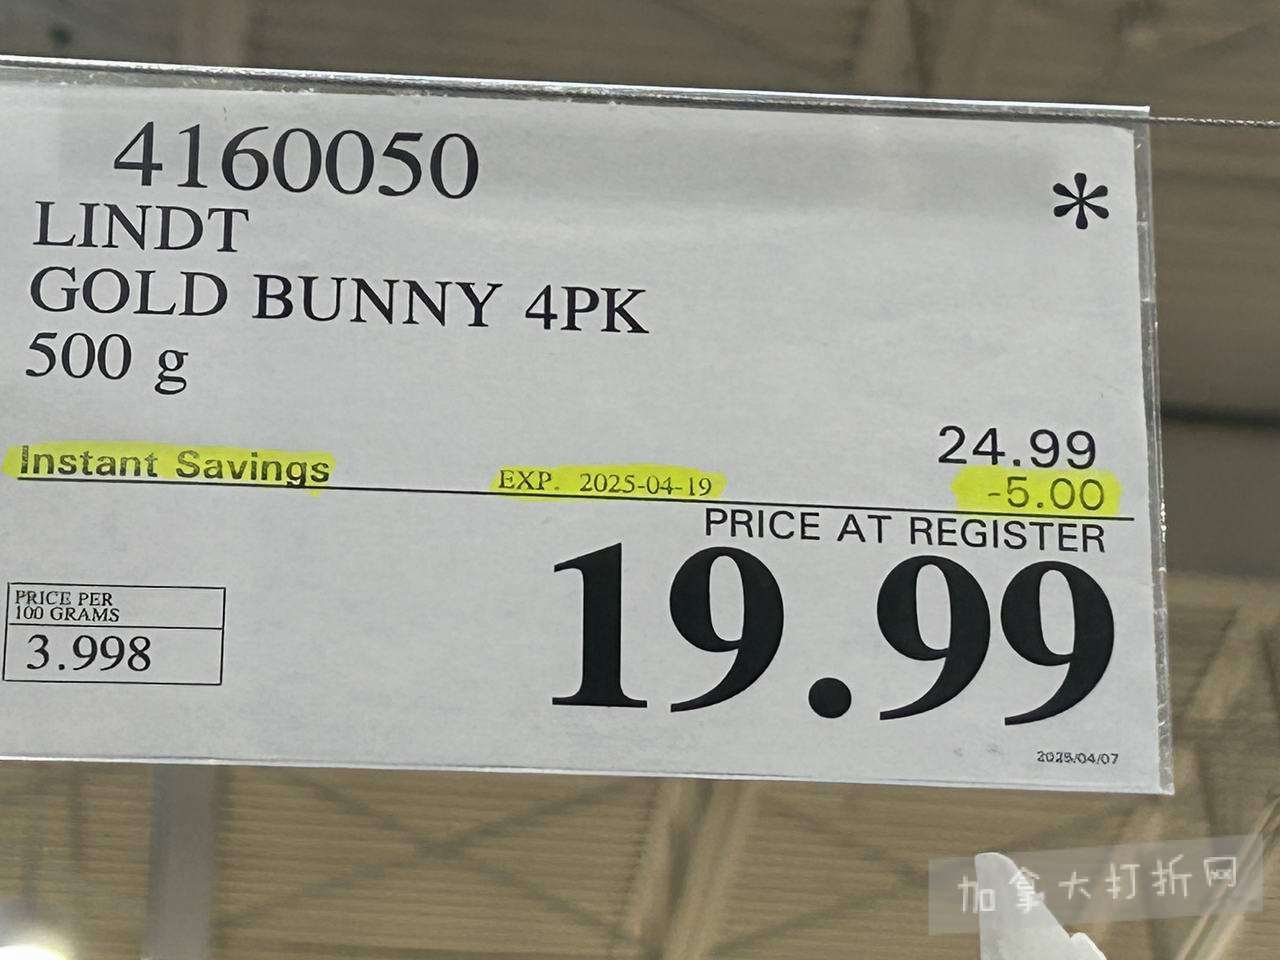 4160050
*
LINDT
GOLD BUNNY 4PK
500 g
24.99
Instant Savings EXP. 2025-04-19 -5.00
PRICE AT REGISTER
19.99
PRICE PER
100 GRAMS
3.998
2025/04/07
加拿大打折网